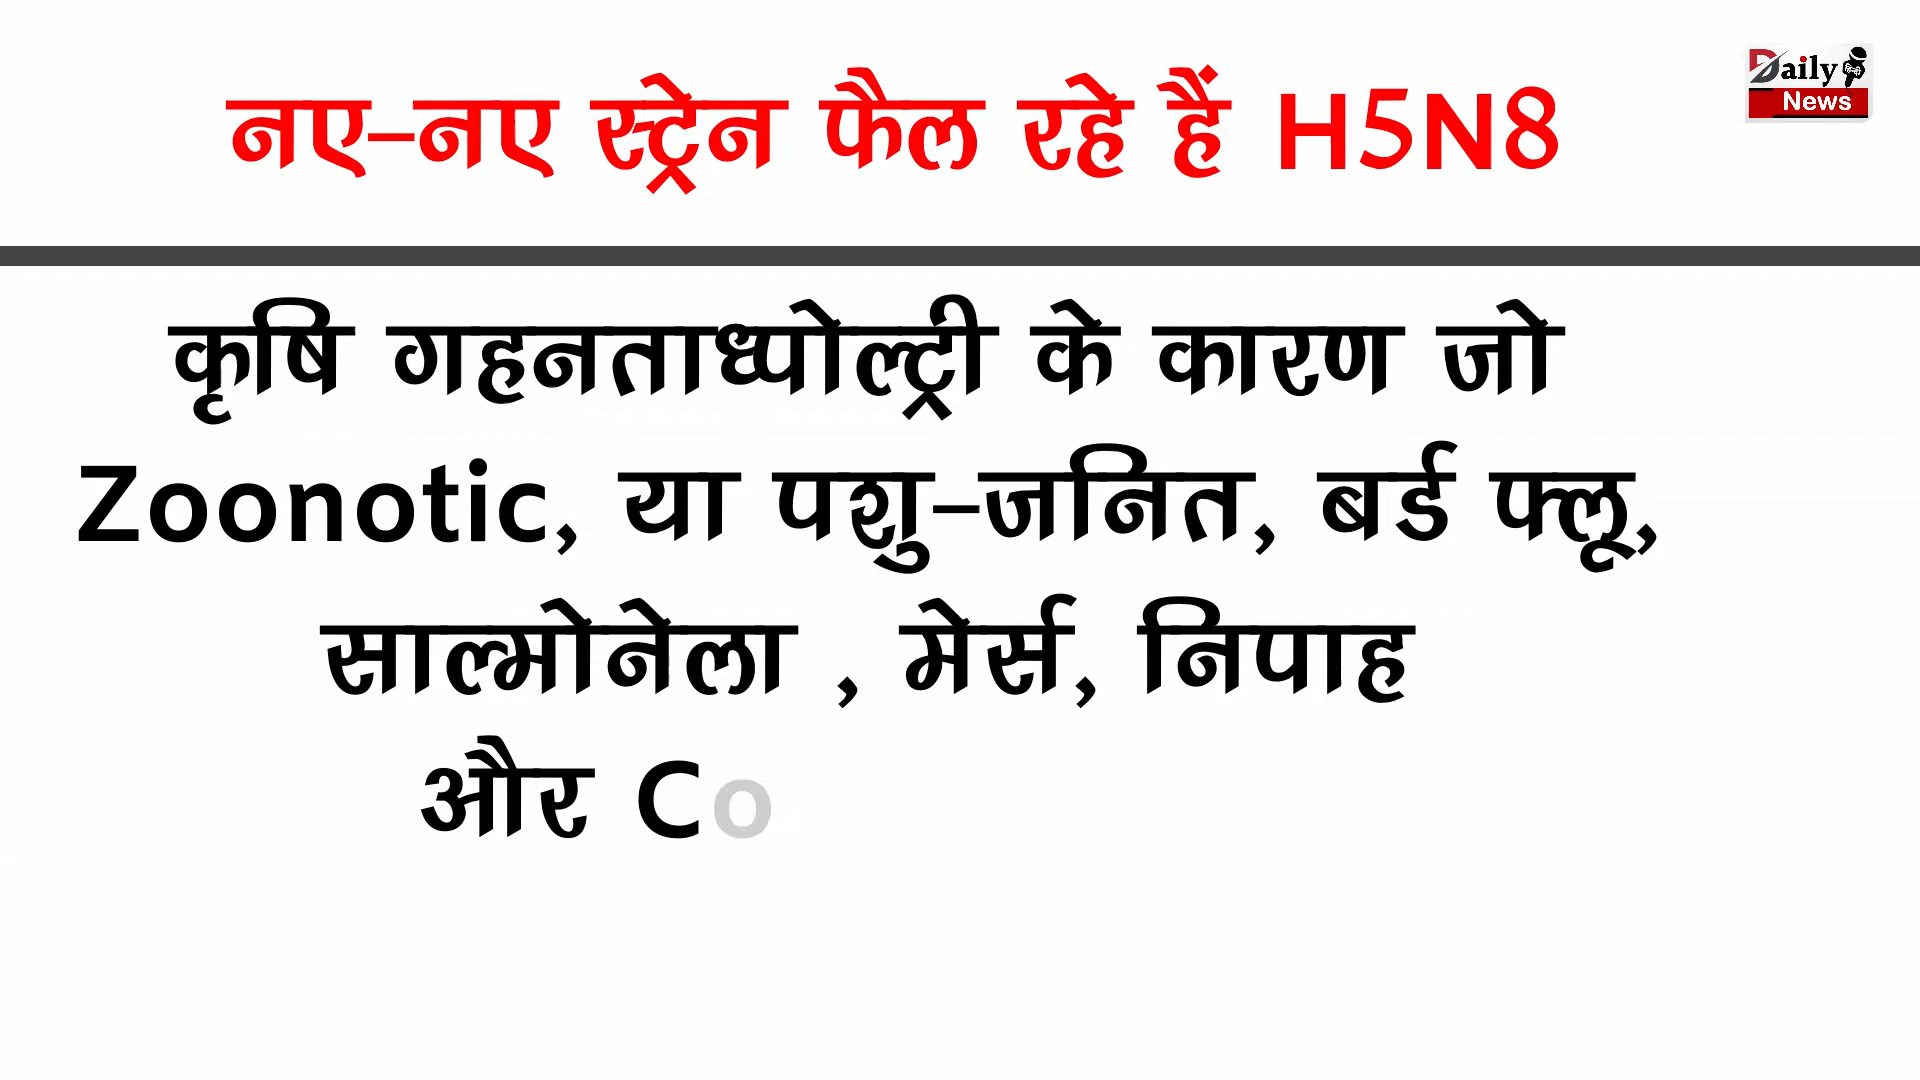 Daily
News
नए-नए स्ट्रेन फैल रहे हैं H5N8
कृषि गहनताध्पोल्ट्री के कारण जो
Zoonotic, या पशु-जनित, बर्ड फ्लू,
साल्मोनेला , मेर्स, निपाह
और Co